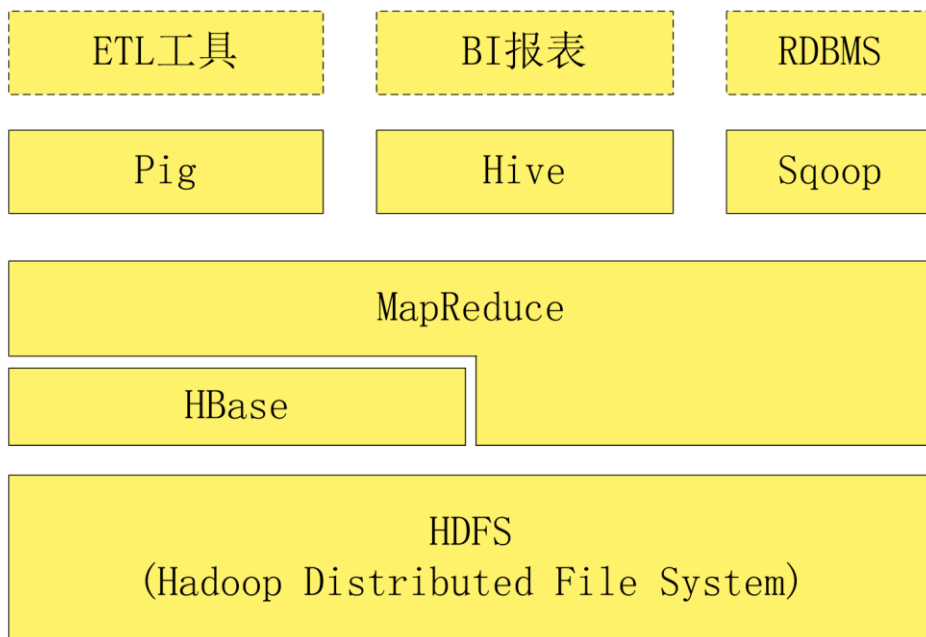 ETL工具
BI报表
RDBMS
Pig
Hive
Sqoop
MapReduce
HBase
HDFS
(Hadoop Distributed File System)